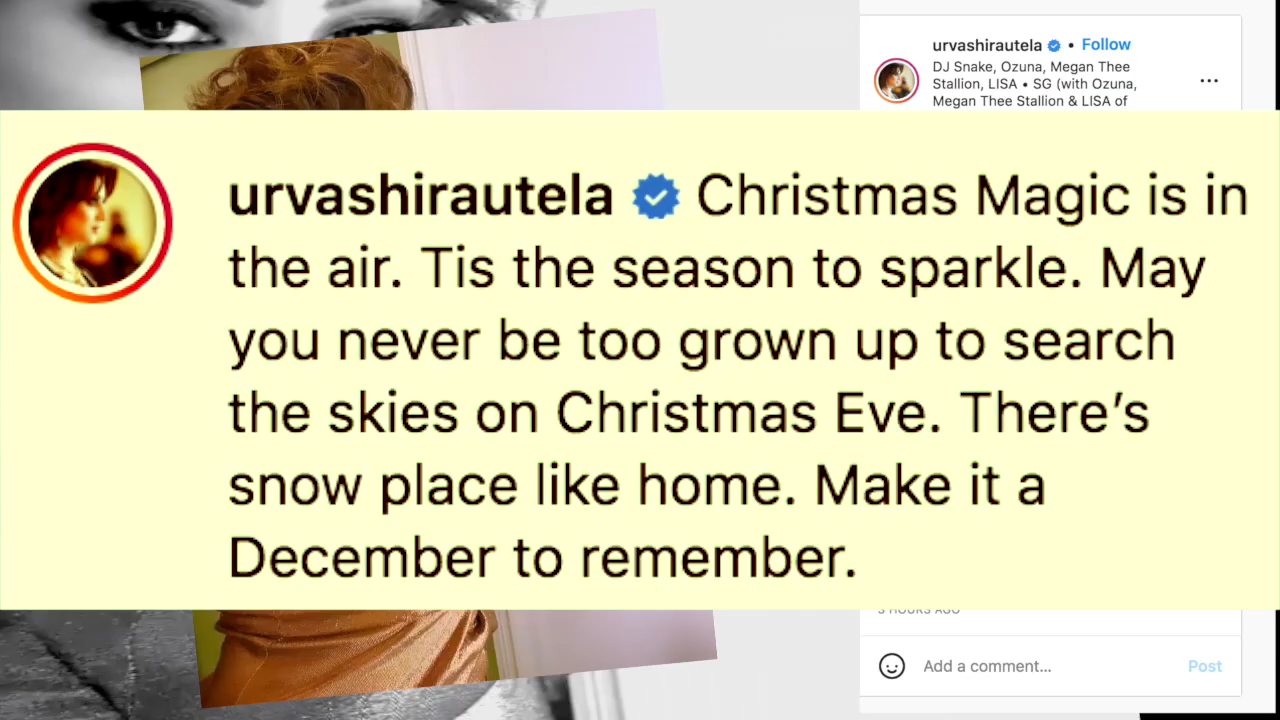 urvashirautela • Follow
DJ Snake, Ozuna, Megan Thee
Stallion, LISA • SG (with Ozuna,
Megan Thee Stallion & LISA of
urvashirautela Christmas Magic is in
the air. Tis the season to sparkle. May
you never be too grown up to search
the skies on Christmas Eve. There's
snow place like home. Make it a
December to remember.
HOURS AGO
Add a comment... Post